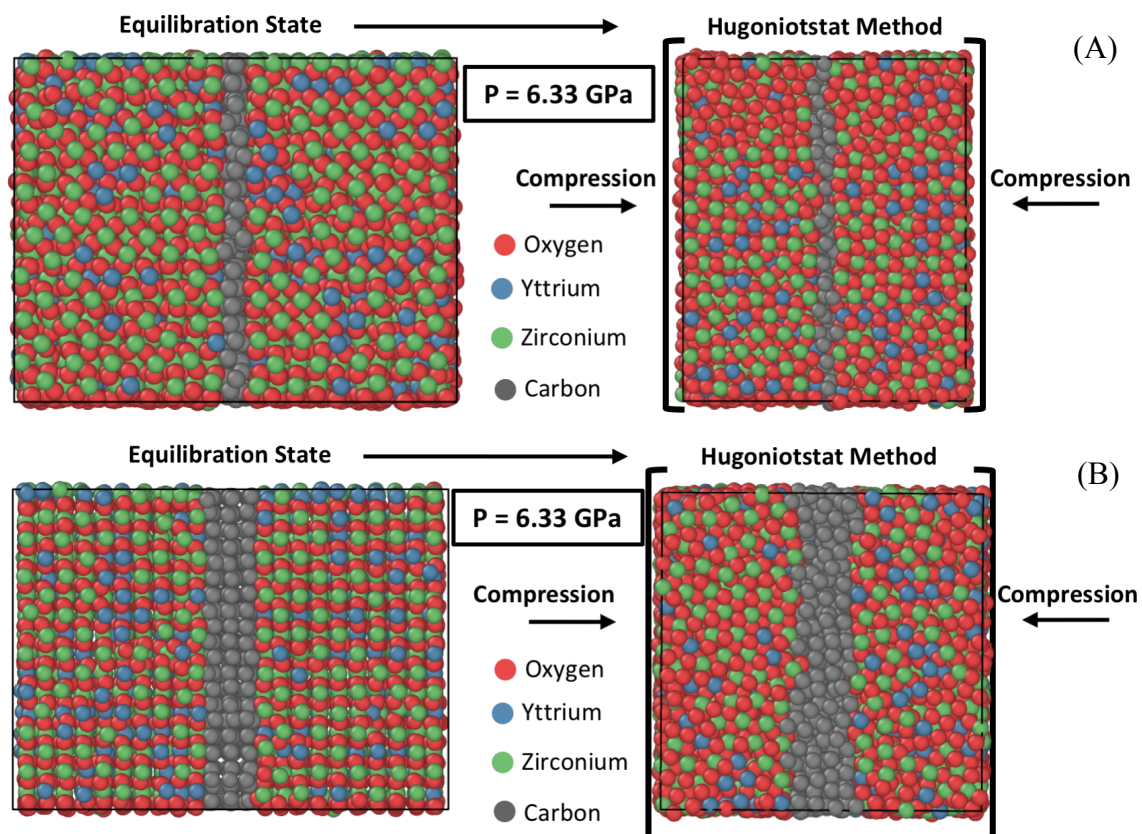 Equilibration State
Hugoniotstat Method
(A)
P = 6.33 GPa
Compression
Compression
Oxygen
Yttrium
Zirconium
Carbon
Equilibration State
Hugoniotstat Method
(B)
P = 6.33 GPa
Compression
Compression
Oxygen
Yttrium
Zirconium
Carbon